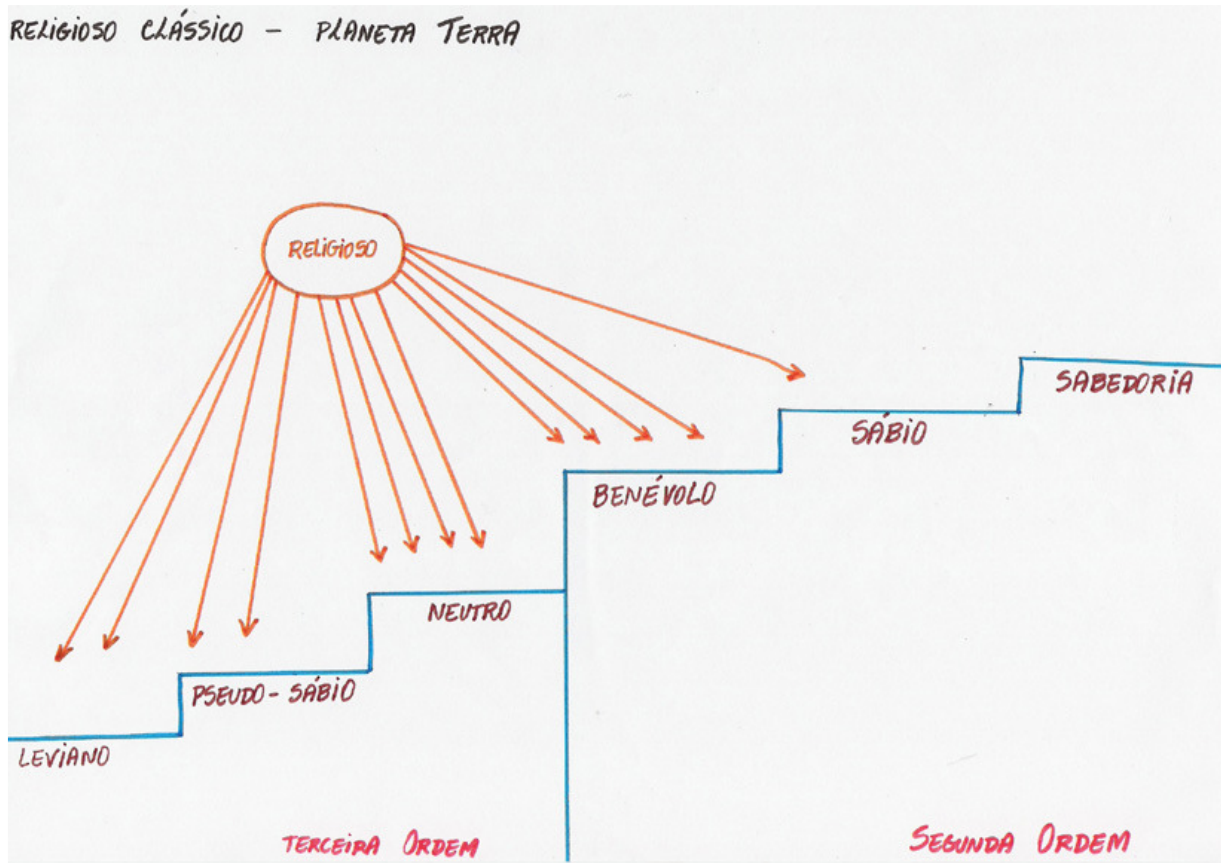 RELIGIOSO CLÁSSICO - PLANETA TERRA
RELIGIOSO
SABEDORIA
SÁBIO
BENÉVOLO
NEUTRO
PSEUDO-SÁBIO
LEVIANO
TERCEIRA ORDEM
SEGUNDA ORDEM